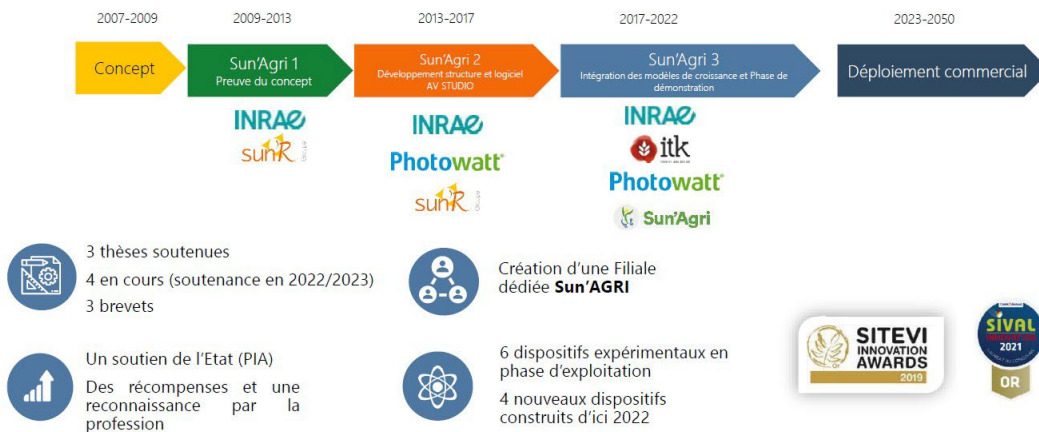 2007-2009
2009-2013
2013-2017
2017-2022
2023-2050
Concept
Sun'Agri 1
Preuve du concept
Sun'Agri 2
Développement structure et logiciel
AV STUDIO
Sun'Agri 3
Intégration des modèles de croissance et Phase de
démonstration
Déploiement commercial
INRAE
sunR
INRAE
Photowatt
sunR
INRAE
itk
Photowatt
Sun'Agri
3 thèses soutenues
4 en cours (soutenance en 2022/2023)
3 brevets
Création d'une Filiale
dédiée Sun'AGRI
Un soutien de l'Etat (PIA)
Des récompenses et une
reconnaissance par la
profession
6 dispositifs expérimentaux en
phase d'exploitation
4 nouveaux dispositifs
construits d'ici 2022
SITEVI
INNOVATION
AWARDS
2019
SIVAL
2021
OR